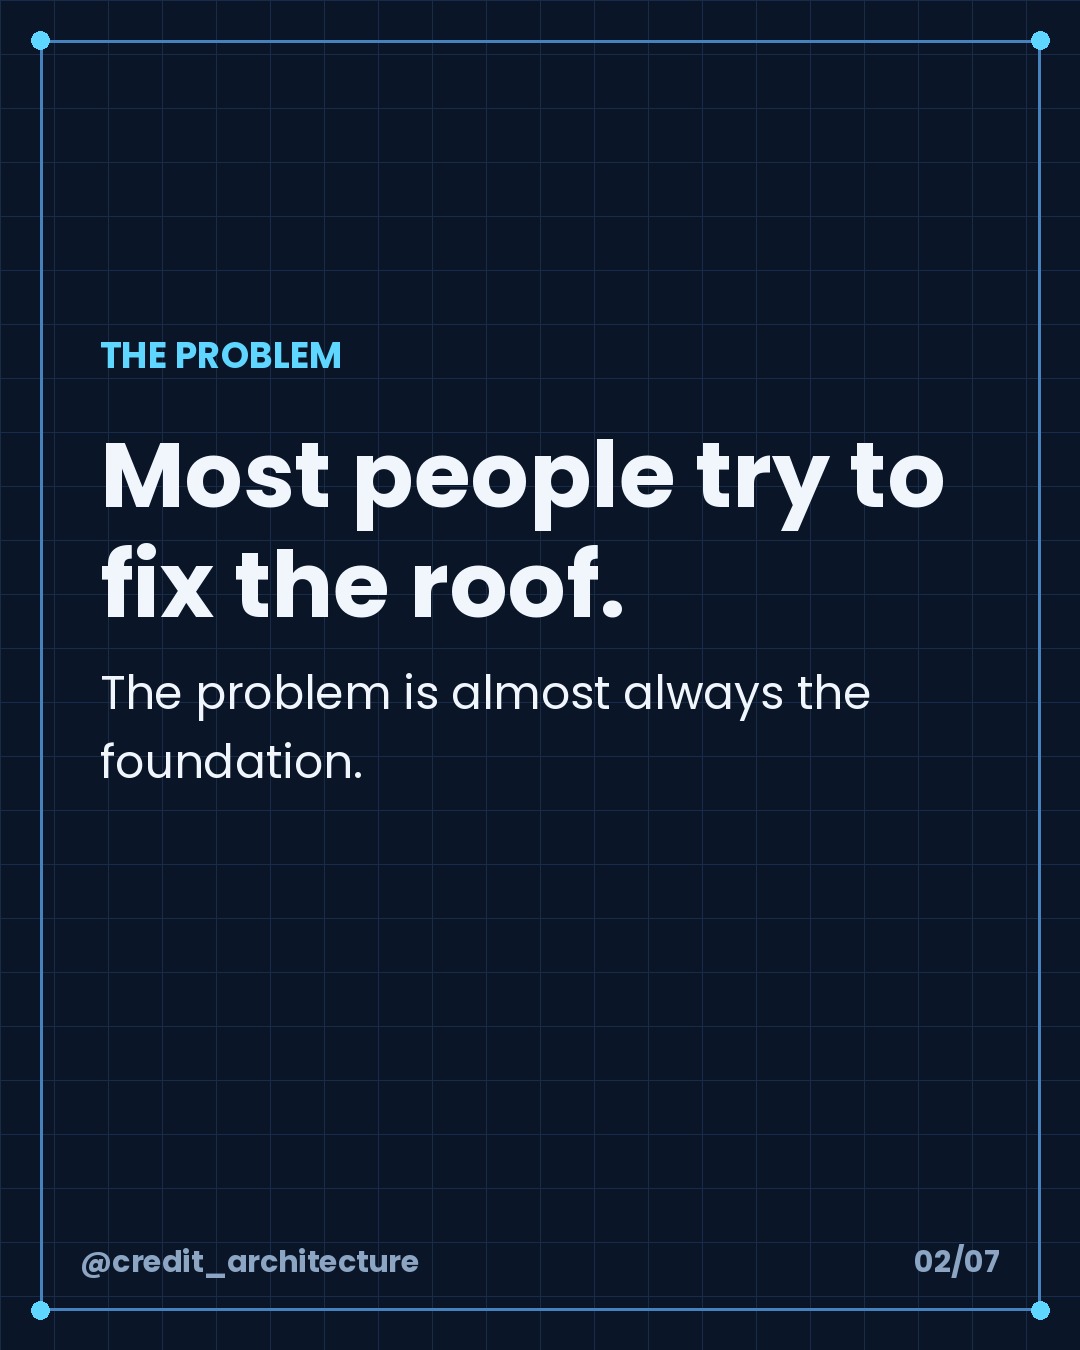 THE PROBLEM
Most people try to
fix the roof.
The problem is almost always the
foundation.
@credit_architecture
02/07